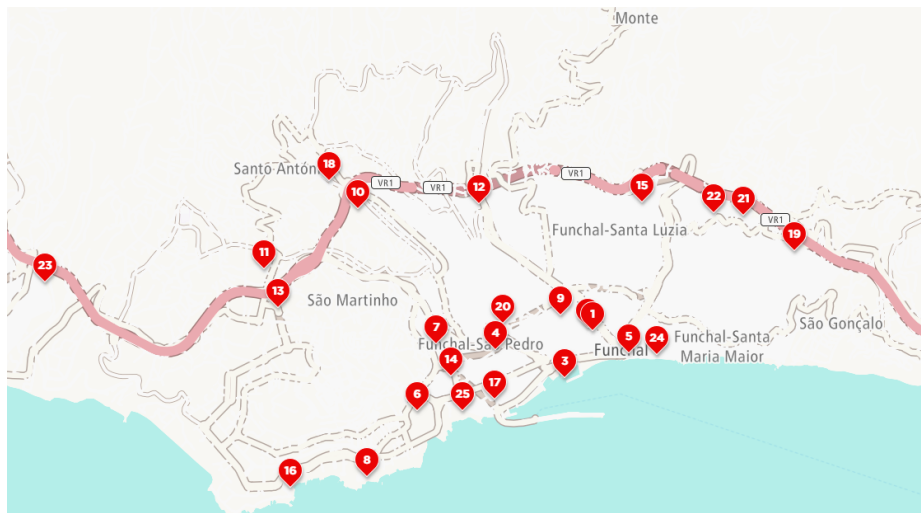 Monte
18
Santo Antóni
10
VR1
VR1
12
VR1
15
22
21
VR1
19
Funchal-Santa Luzia
11
23
13
São Martinho
20
9
1
7
4
Funchal-Sa Pedro
5
24
Funchal
Funchal-Santa
Maria Maior
São Gonçalo
14
3
17
6
25
8
16